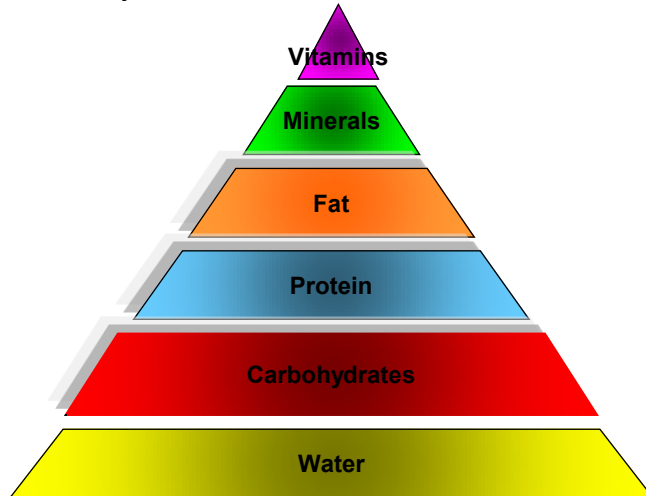 Vitamins
Minerals
Fat
Protein
Carbohydrates
Water